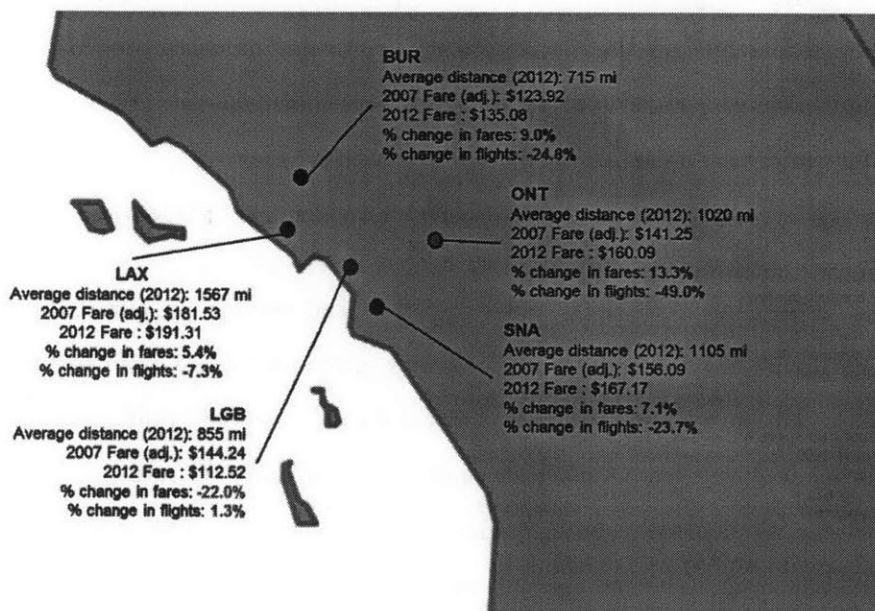 BUR
Average distance (2012): 715 mi
2007 Fare (adj.): $123.92
2012 Fare : $135.08
% change in fares: 9.0%
% change in flights: -24.8%
ONT
Average distance (2012): 1020 mi
2007 Fare (adj.): $141.25
2012 Fare : $160.09
% change in fares: 13.3%
% change in flights: -49.0%
LAX
Average distance (2012): 1567 mi
2007 Fare (adj.): $181.53
2012 Fare : $191.31
% change in fares: 5.4%
% change in flights: -7.3%
SNA
Average distance (2012): 1105 mi
2007 Fare (adj.): $156.09
2012 Fare : $167.17
% change in fares: 7.1%
% change in flights: -23.7%
LGB
Average distance (2012): 855 mi
2007 Fare (adj.): $144.24
2012 Fare : $112.52
% change in fares: -22.0%
% change in flights: 1.3%